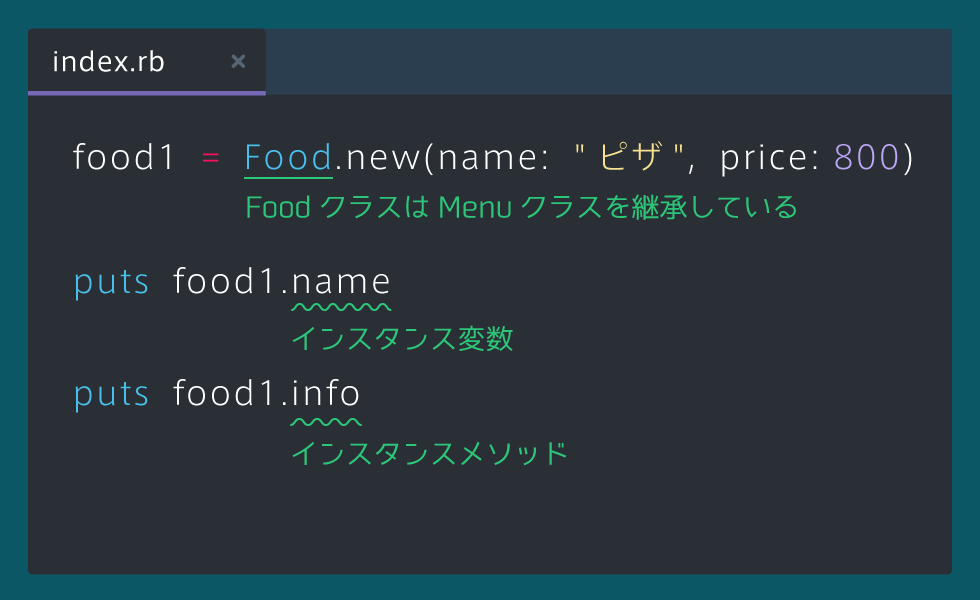 index.rb ×
food1 = Food.new(name: "ピザ", price: 800)
Food クラスは Menu クラスを継承している
puts food1.name
インスタンス変数
puts food1.info
インスタンスメソッド